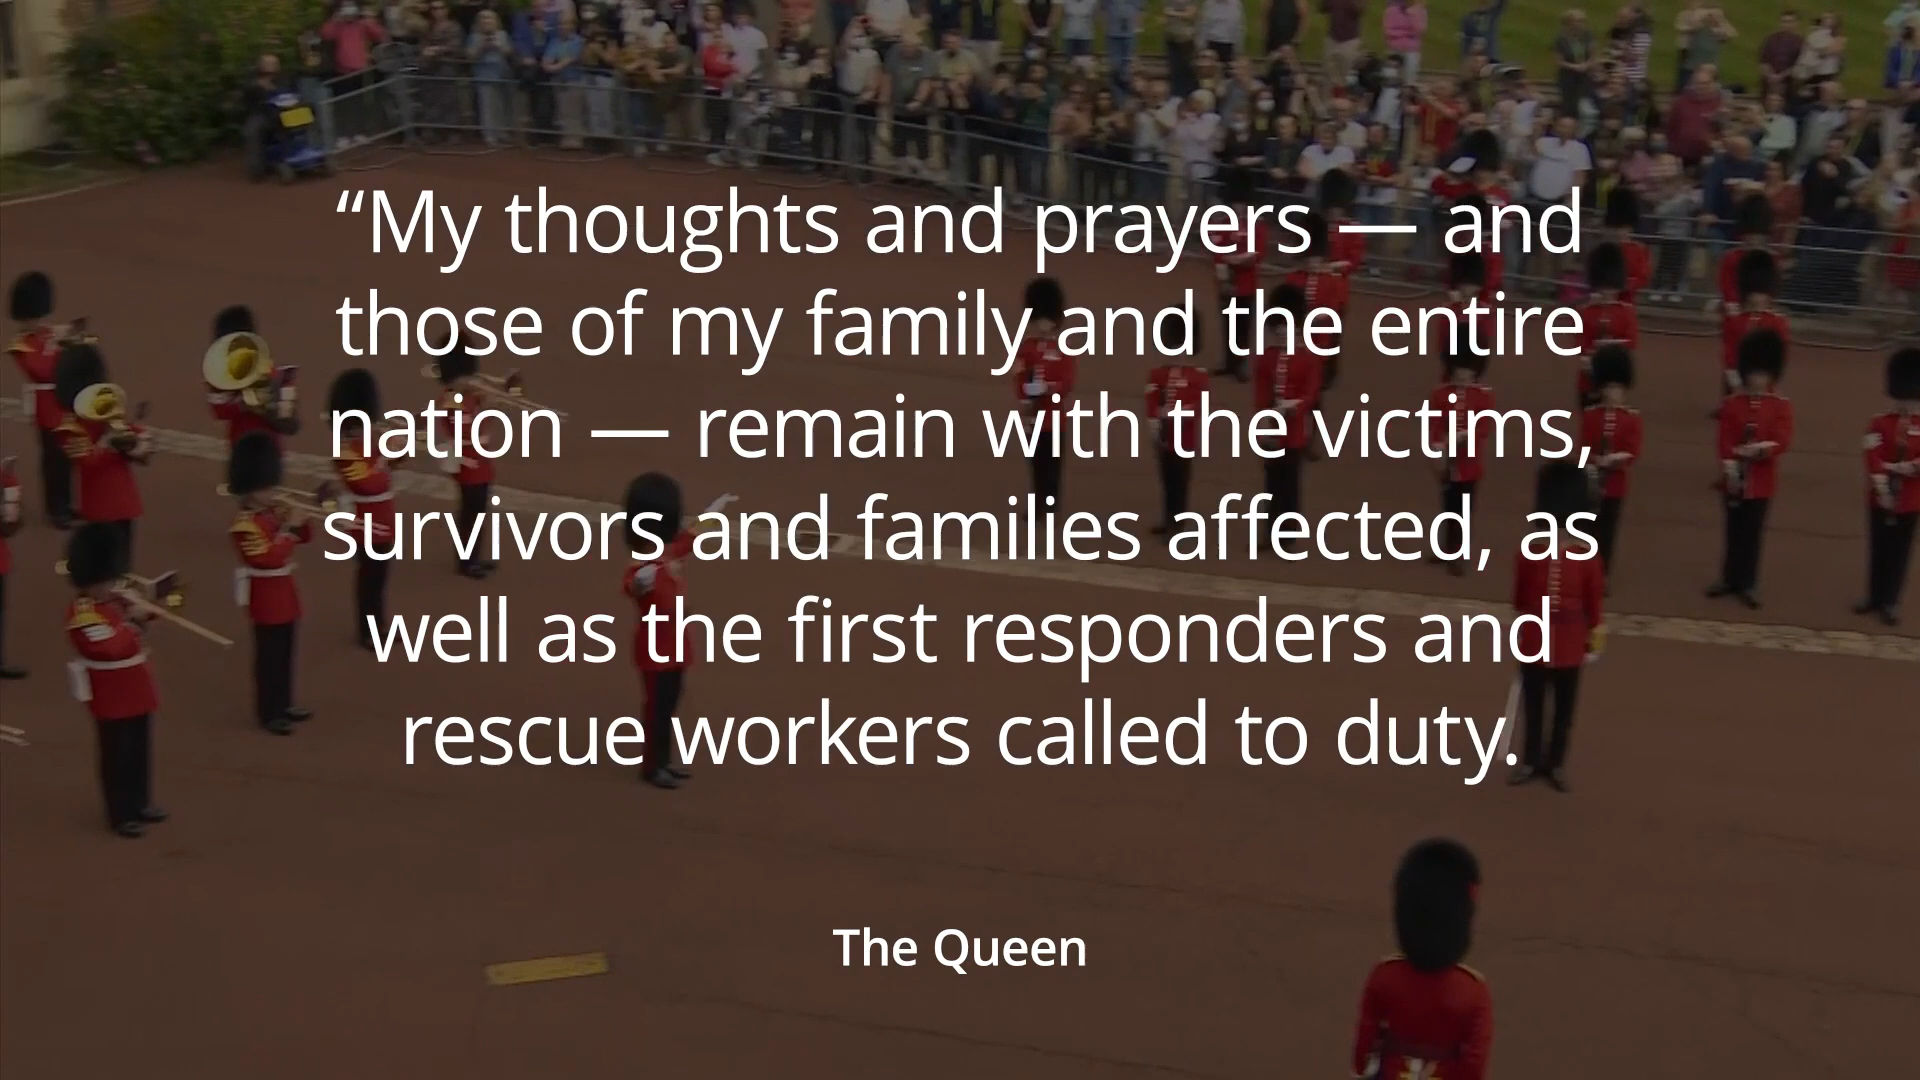 “My thoughts and prayers — and
those of my family and the entire
nation — remain with the victims,
survivors and families affected, as
well as the first responders and
rescue workers called to duty.
The Queen